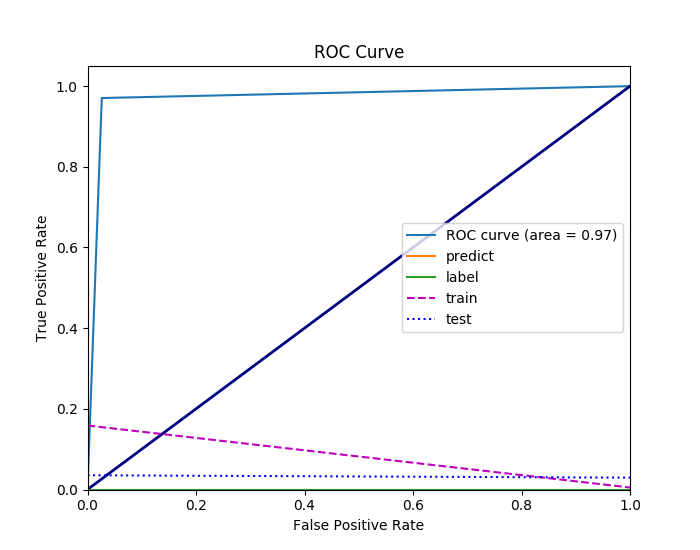 ROC Curve
True Positive Rate
1.0
0.8
0.6
0.4
0.2
0.0
ROC curve (area = 0.97)
predict
label
train
test
0.0 0.2 0.4 0.6 0.8 1.0
False Positive Rate